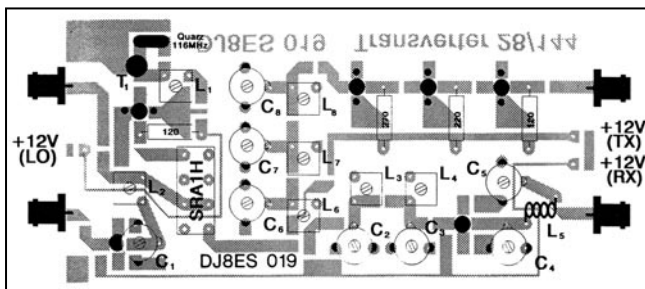 Quarz
116MHz
DJ8ES 019 Transverter 28/144
T1
L1
C8
L8
120
270
220
120
+12V
(LO)
+12V
(TX)
+12V
(RX)
SRA1H
C7
L7
L3
L4
C5
L2
C6
L6
C2
C3
L5
C1
C4
DJ8ES 019